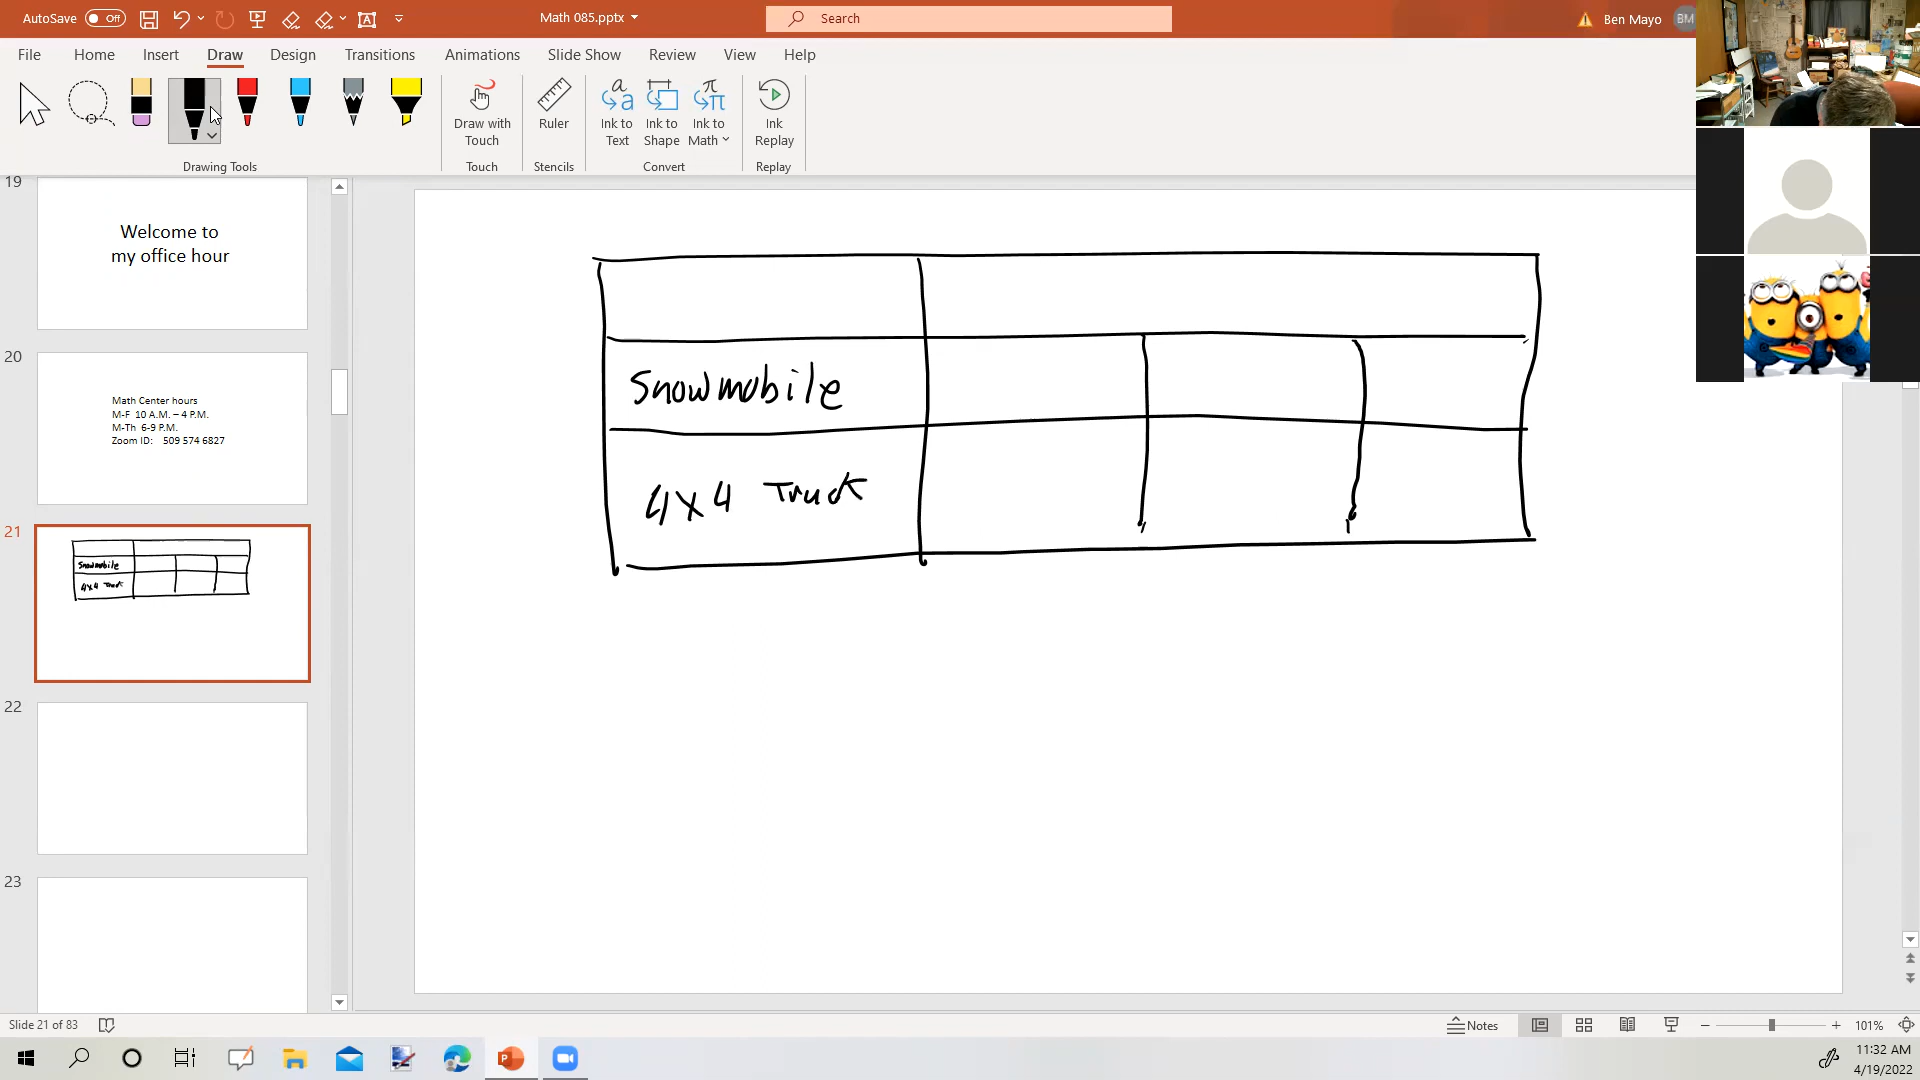 AutoSave Off Math 085.pptx Search Ben Mayo BM
File Home Insert Draw Design Transitions Animations Slide Show Review View Help
Draw with Touch
Ruler
Ink to Text
Ink to Shape
Ink to Math
Ink Replay
Drawing Tools Touch Stencils Convert Replay
19
Welcome to
my office hour
20
Math Center hours
M-F 10 A.M. – 4 P.M.
M-Th 6-9 P.M.
Zoom ID: 509 574 6827
21
Snowmobile
4x4 Truck
22
23
Snowmobile
4x4 Truck
Slide 21 of 83 Notes 101%
11:32 AM
4/19/2022